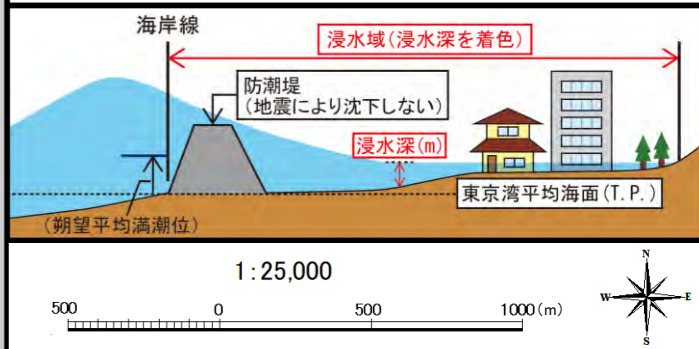 海岸線
浸水域(浸水深を着色)
防潮堤
(地震により沈下しない)
浸水深(m)
東京湾平均海面(T.P.)
(朔望平均満潮位)
1:25,000
500 0 500 1000(m)
N
W E
S